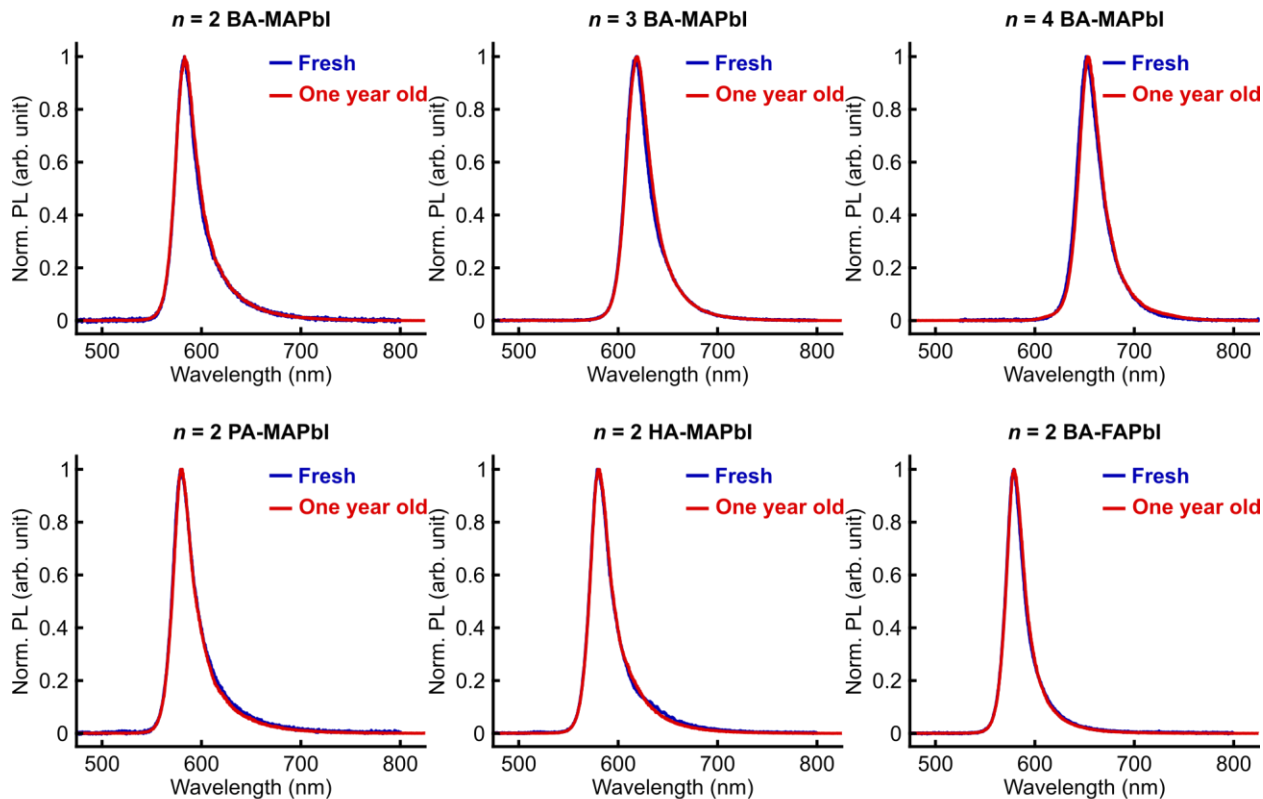 n = 2 BA-MAPbI
Norm. PL (arb. unit)
1
0.8
0.6
0.4
0.2
0
Fresh
One year old
500 600 700 800
Wavelength (nm)
n = 3 BA-MAPbI
Norm. PL (arb. unit)
1
0.8
0.6
0.4
0.2
0
Fresh
One year old
500 600 700 800
Wavelength (nm)
n = 4 BA-MAPbI
Norm. PL (arb. unit)
1
0.8
0.6
0.4
0.2
0
Fresh
One year old
500 600 700 800
Wavelength (nm)
n = 2 PA-MAPbI
Norm. PL (arb. unit)
1
0.8
0.6
0.4
0.2
0
Fresh
One year old
500 600 700 800
Wavelength (nm)
n = 2 HA-MAPbI
Norm. PL (arb. unit)
1
0.8
0.6
0.4
0.2
0
Fresh
One year old
500 600 700 800
Wavelength (nm)
n = 2 BA-FAPbI
Norm. PL (arb. unit)
1
0.8
0.6
0.4
0.2
0
Fresh
One year old
500 600 700 800
Wavelength (nm)